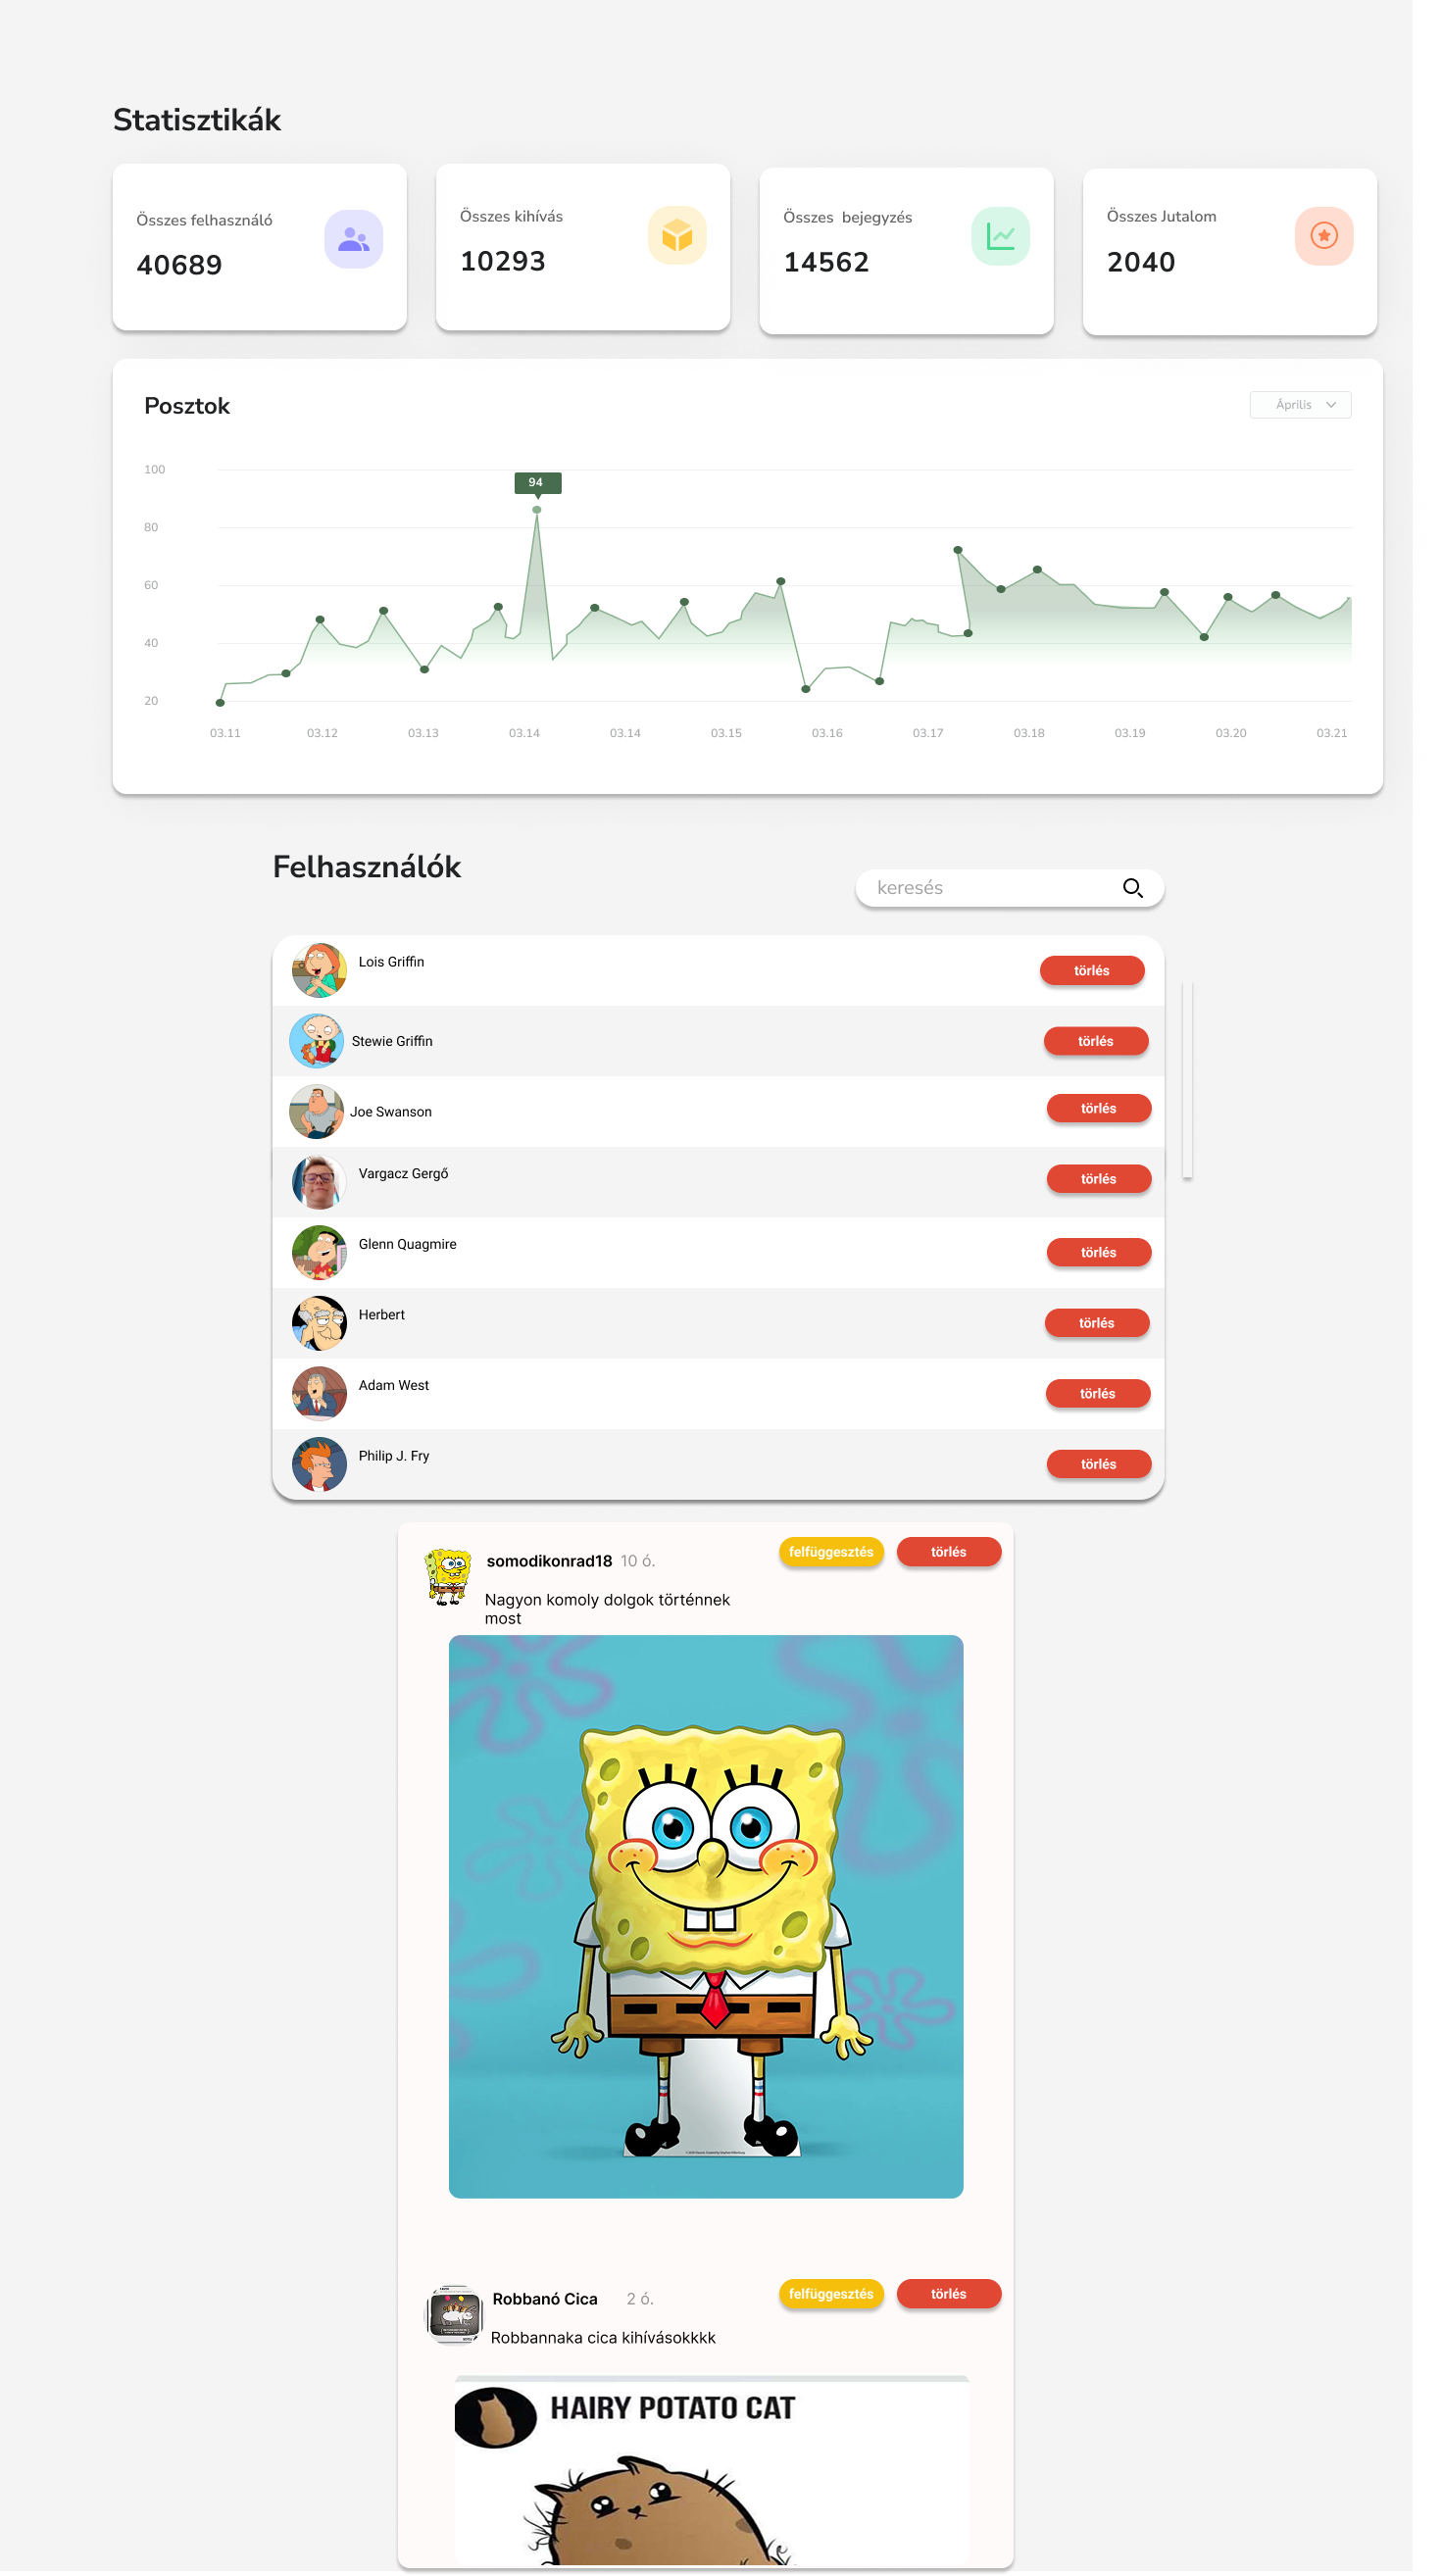 Statisztikák
Összes felhasználó
40689
Összes kihívás
10293
Összes  bejegyzés
14562
Összes Jutalom
2040
Posztok
Április
100
94
80
60
40
20
03.11 03.12 03.13 03.14 03.14 03.15 03.16 03.17 03.18 03.19 03.20 03.21
Felhasználók
keresés
Lois Griffin
törlés
Stewie Griffin
törlés
Joe Swanson
törlés
Vargacz Gergő
törlés
Glenn Quagmire
törlés
Herbert
törlés
Adam West
törlés
Philip J. Fry
törlés
somodikonrad18 10 ó.
felfüggesztés
törlés
Nagyon komoly dolgok történnek
most
Robbanó Cica 2 ó.
felfüggesztés
törlés
Robbannaka cica kihívásokkkk
HAIRY POTATO CAT